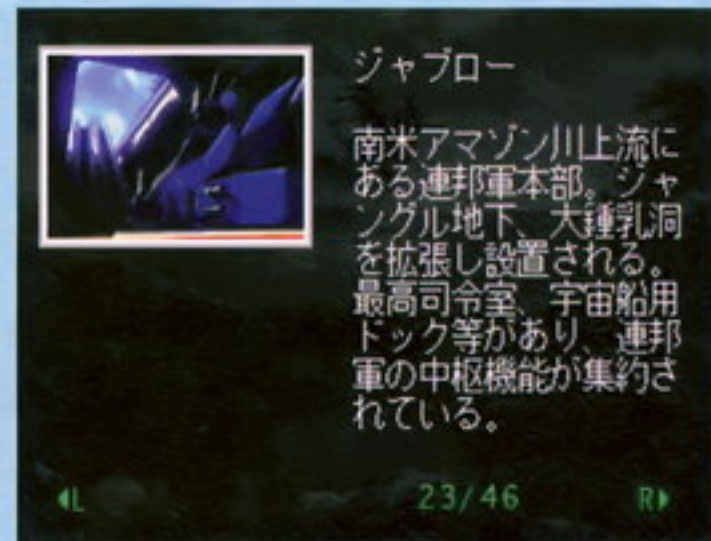 ジャブロー
南米アマゾン川上流に
ある連邦軍本部。ジャ
ングル地下、大鍾乳洞
を拡張し設置される。
最高司令室、宇宙船用
ドック等があり、連邦
軍の中枢機能が集約さ
れている。
◀L 23/46 R▶